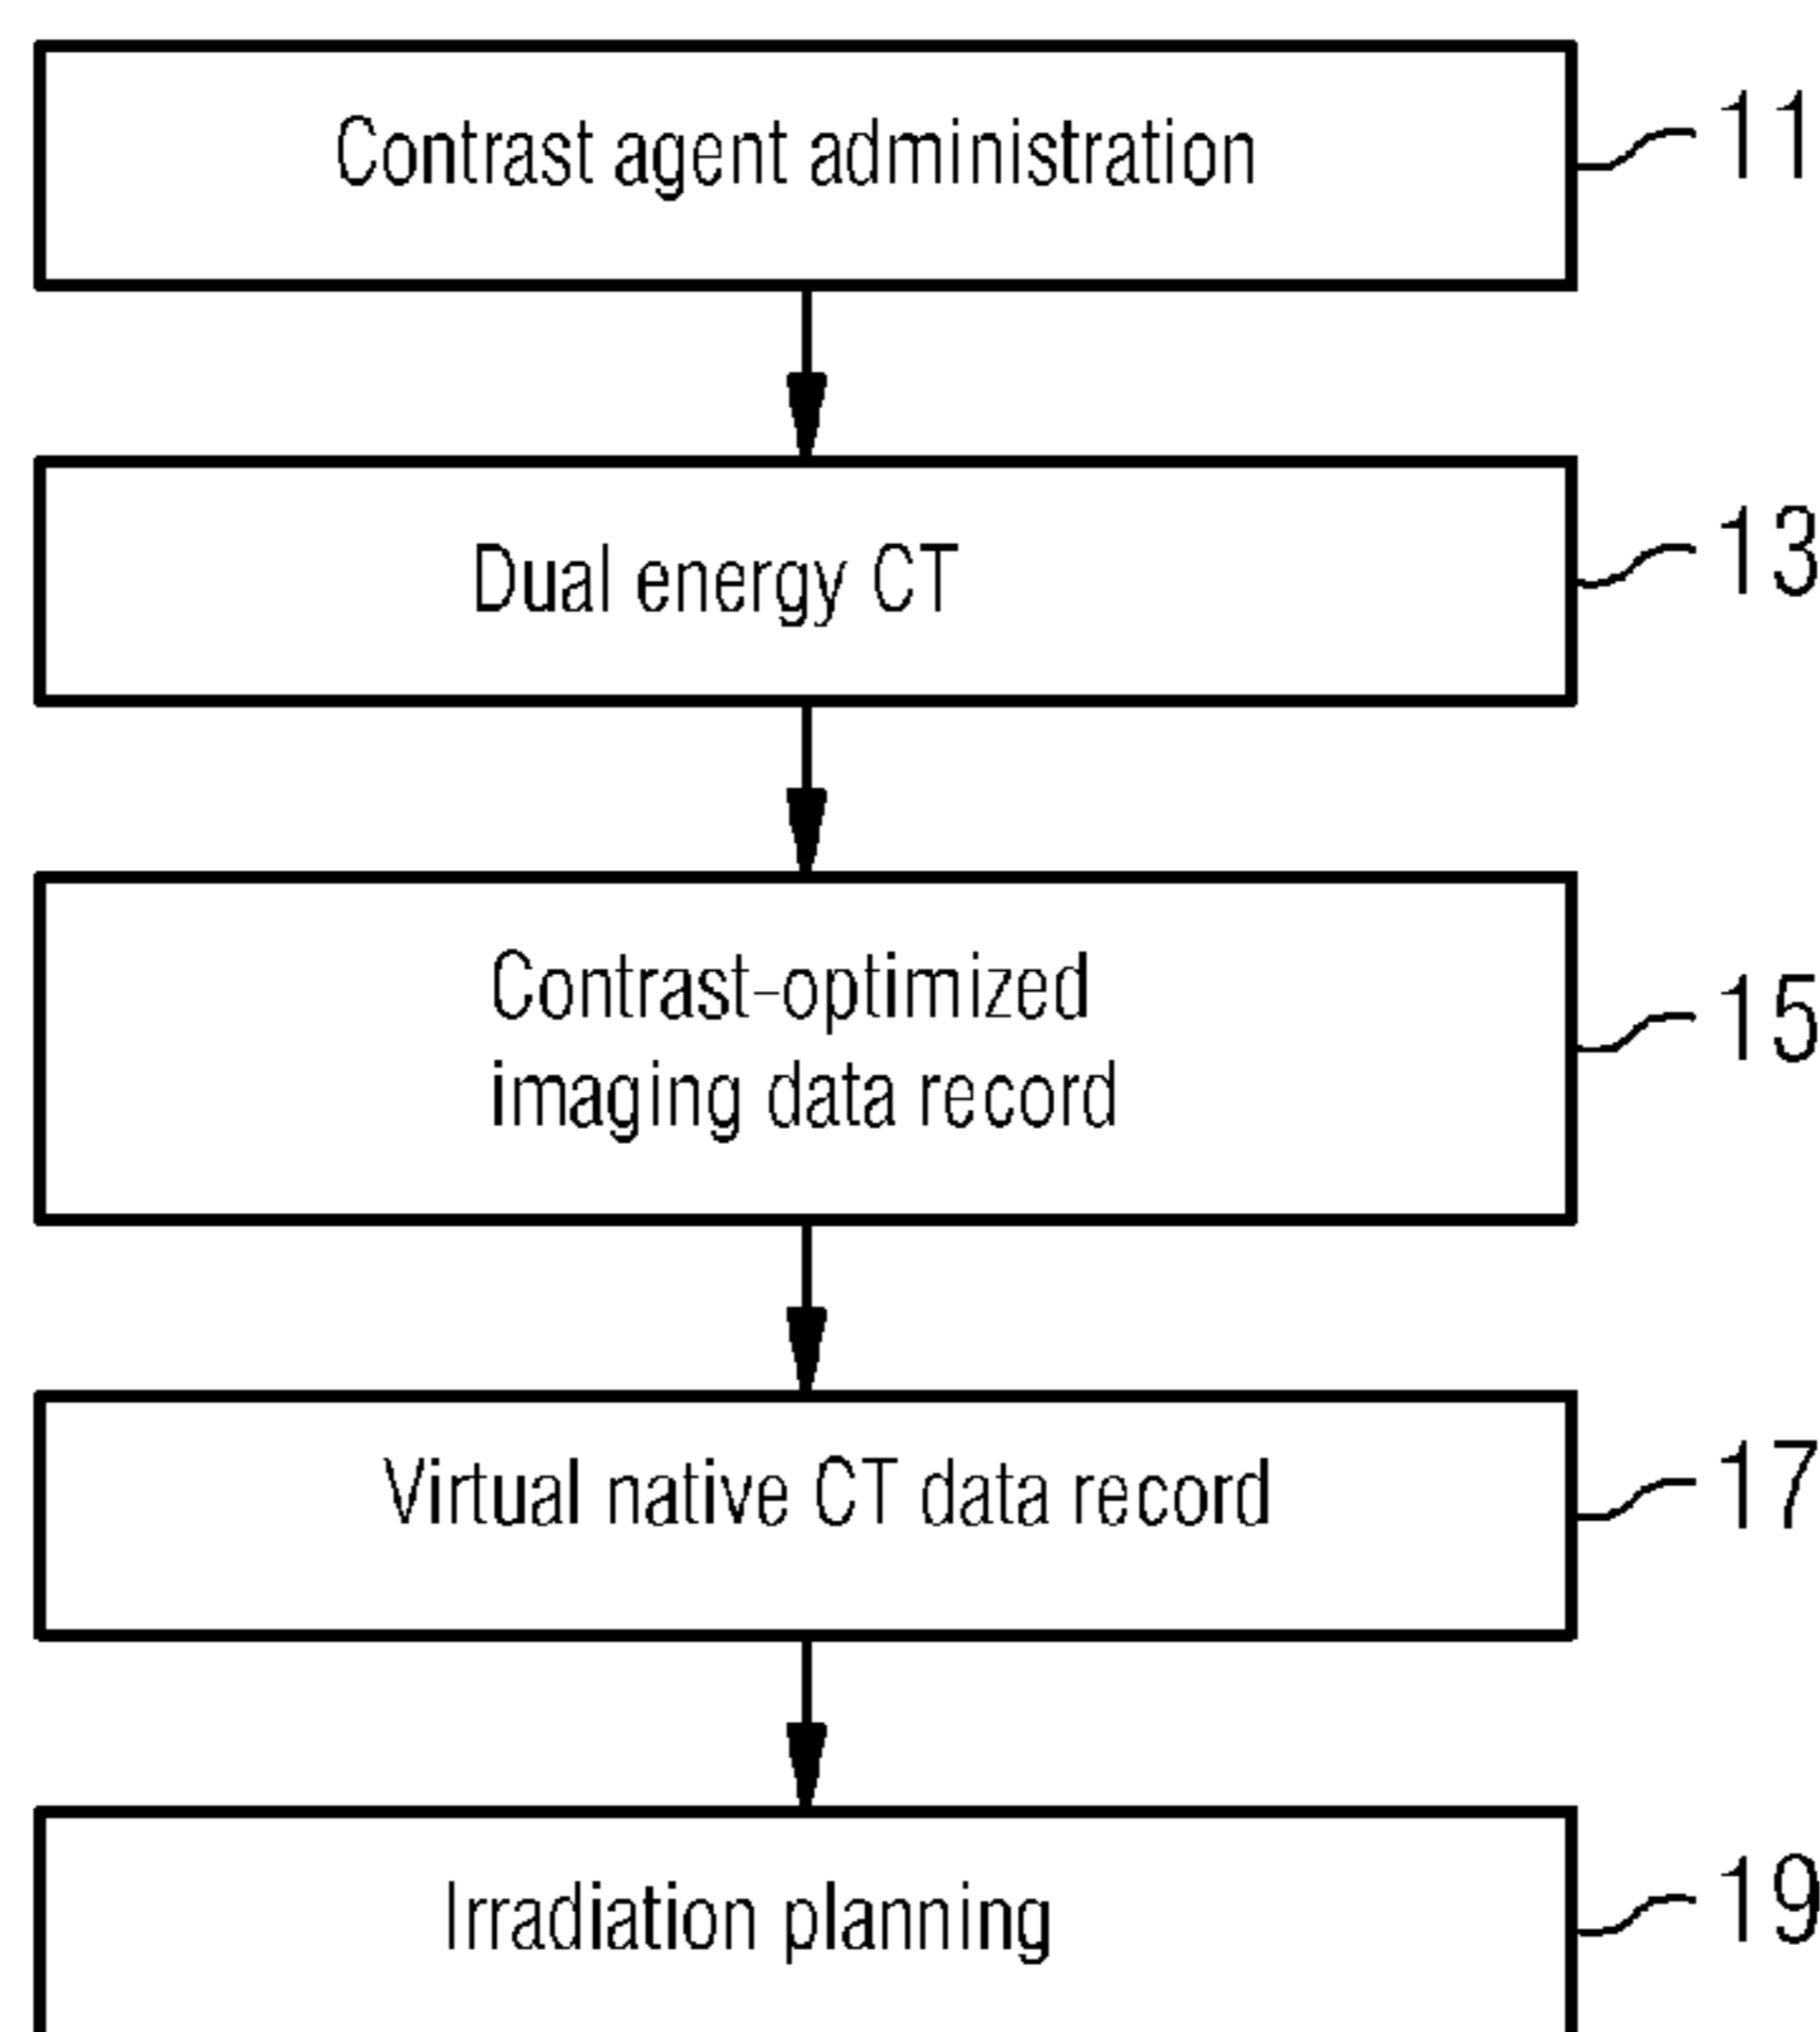 Contrast agent administration
11
Dual energy CT
13
Contrast-optimized
imaging data record
15
Virtual native CT data record
17
Irradiation planning
19